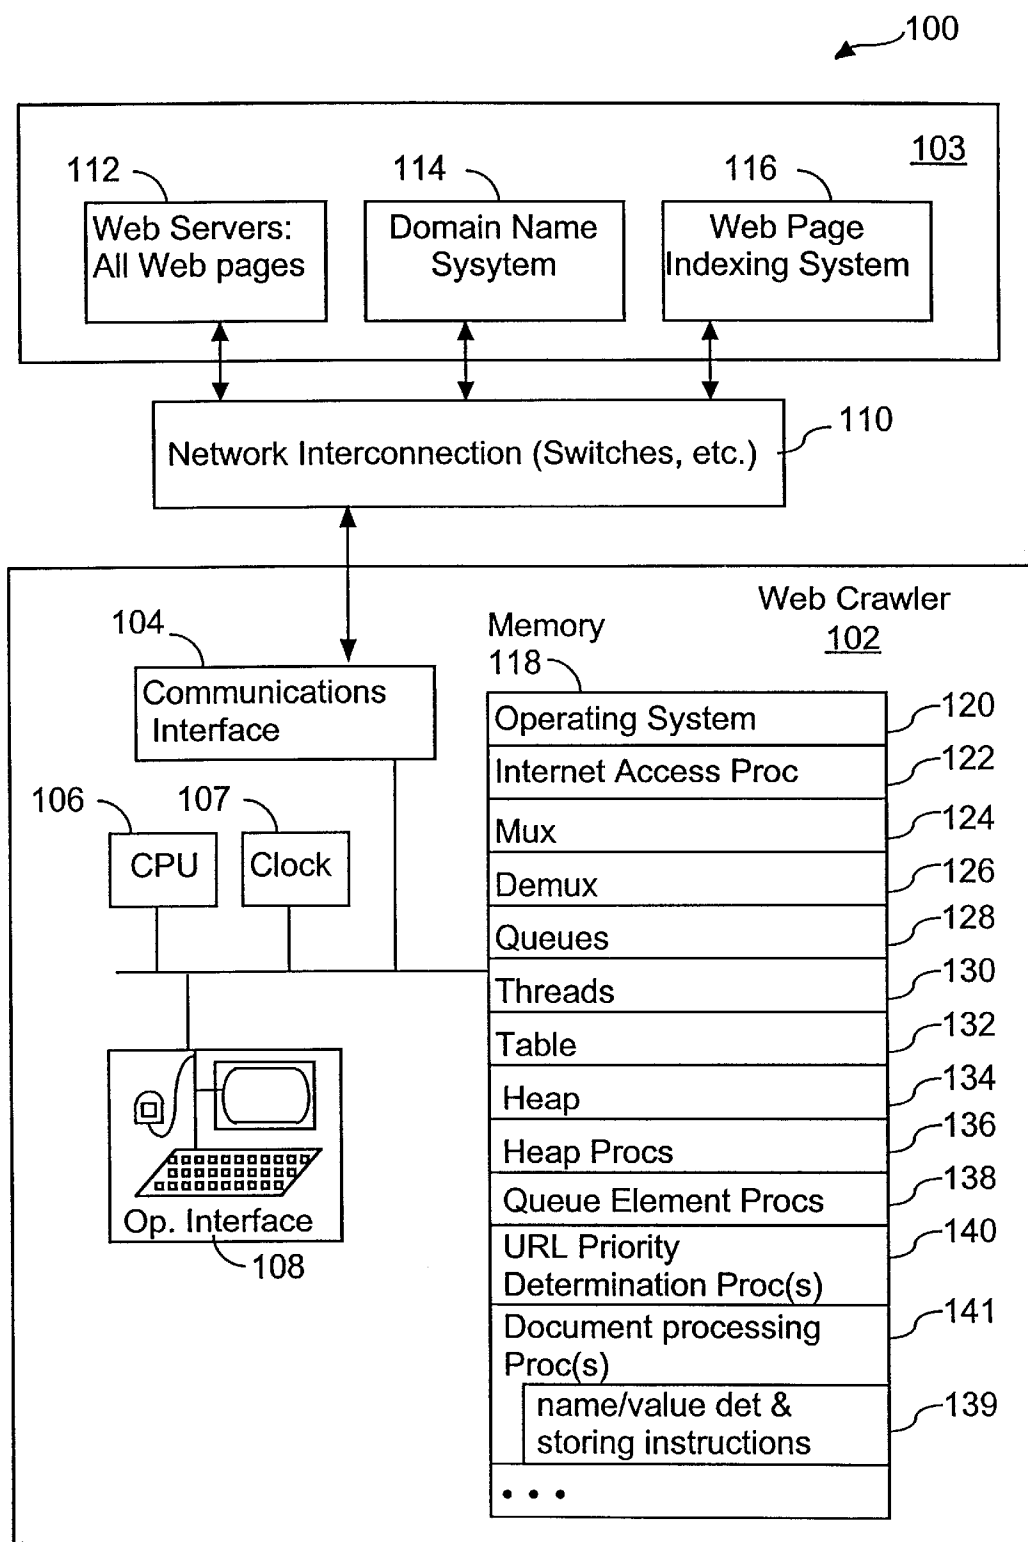 100
103
112
114
116
Web Servers:
All Web pages
Domain Name
Sysytem
Web Page
Indexing System
110
Network Interconnection (Switches, etc.)
Web Crawler
102
104
Communications
Interface
Memory
118
Operating System
120
Internet Access Proc
122
106
107
CPU
Clock
Mux
124
Demux
126
Queues
128
Threads
130
Table
132
Heap
134
Heap Procs
136
Queue Element Procs
138
Op. Interface
108
URL Priority
Determination Proc(s)
140
Document processing
Proc(s)
141
name/value det &
storing instructions
139
• • •